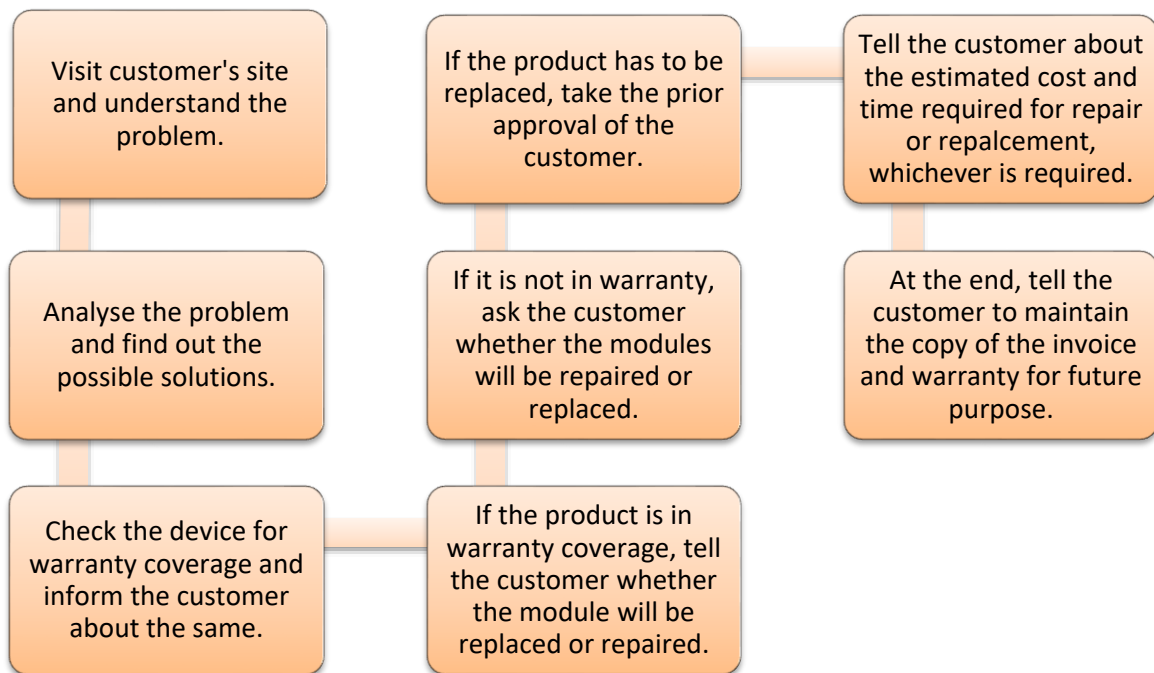 Visit customer's site
and understand the
problem.
Analyse the problem
and find out the
possible solutions.
Check the device for
warranty coverage and
inform the customer
about the same.
If the product is in
warranty coverage, tell
the customer whether
the module will be
replaced or repaired.
If it is not in warranty,
ask the customer
whether the modules
will be repaired or
replaced.
If the product has to be
replaced, take the prior
approval of the
customer.
Tell the customer about
the estimated cost and
time required for repair
or repalcement,
whichever is required.
At the end, tell the
customer to maintain
the copy of the invoice
and warranty for future
purpose.